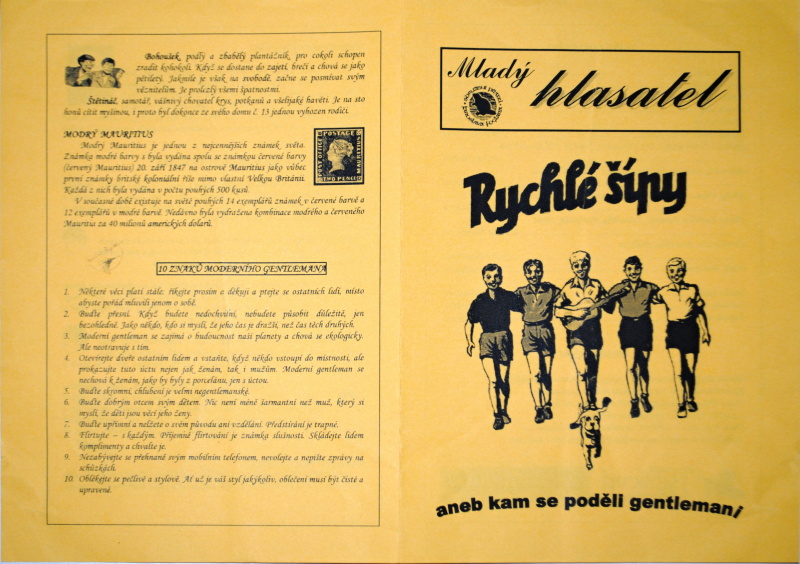 Bohoušek, podlý a zbabělý plantážník, pro cokoli schopen
zradit kohokoli. Když se dostane do zajetí, brečí a chová se jako
pětiletý. Jakmile je však na svobodě, začne se posmívat svým
věznitelům. Je prolezlý všemi špatnostmi.
Štětináč, samotář, vášnivý chovatel krys, potkanů a všelijaké havěti. Je na sto
honů cítit myšinou, i proto byl dokonce ze svého domu č. 13 jednou vyhozen rodiči.
MODRÝ MAURITIUS
Modrý Mauritius je jednou z nejcennějších známek světa.
Známka modré barvy s byla vydána spolu se známkou červené barvy
(červený Mauritius) 20. září 1847 na ostrově Mauritius jako vůbec
první známky britské koloniální říše mimo vlastní Velkou Británii.
Každá z nich byla vydána v počtu pouhých 500 kusů.
V současné době existuje na světě pouhých 14 exemplářů známek v červené barvě a
12 exemplářů v modré barvě. Nedávno byla vydražena kombinace modrého a červeného
Mauritia za 40 milionů amerických dolarů.
POSTAGE
POST OFFICE
MAURITIUS
TWO PENCE
10 ZNAKŮ MODERNÍHO GENTLEMANA
1. Některé věci platí stále: říkejte prosím a děkuji a ptejte se ostatních lidí, místo
abyste pořád mluvili jenom o sobě.
2. Buďte přesní. Když budete nedochvilní, nebudete působit důležitě, jen
bezohledně. Jako někdo, kdo si myslí, že jeho čas je dražší, než čas těch druhých.
3. Moderní gentleman se zajímá o budoucnost naší planety a chová se ekologicky.
Ale neotravuje s tím.
4. Otevírejte dveře ostatním lidem a vstaňte, když někdo vstoupí do místnosti, ale
prokazujte tuto úctu nejen jak ženám, tak i mužům. Moderní gentleman se
nechová k ženám, jako by byly z porcelánu, jen s úctou.
5. Buďte skromní, chlubení je velmi negentlemanské.
6. Buďte dobrým otcem svým dětem. Nic není méně šarmantní než muž, který si
myslí, že děti jsou věcí jeho ženy.
7. Buďte upřímní a nelžete o svém původu ani vzdělání. Předstírání je trapné.
8. Flirtujte – s každým. Příjemné flirtování je známka slušnosti. Skládejte lidem
komplimenty a chvalte je.
9. Nezabývejte se přehnaně svým mobilním telefonem, nevolejte a nepište zprávy na
schůzkách.
10. Oblékejte se pečlivě a stylově. Ať už je váš styl jakýkoliv, oblečení musí být čisté a
upravené.
Mladý
hlasatel
Rychlé šípy
aneb kam se poděli gentlemani